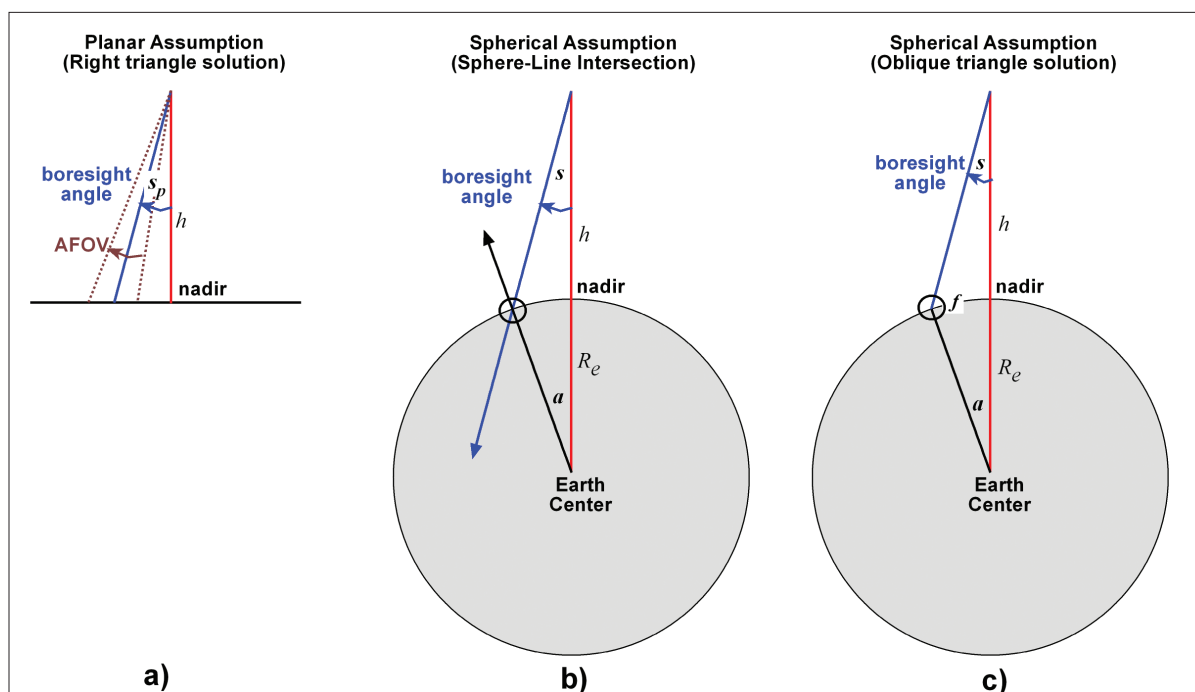 Planar Assumption
(Right triangle solution)
boresight
angle
s_p
h
AFOV
nadir
a)
Spherical Assumption
(Sphere-Line Intersection)
s
boresight
angle
h
nadir
R_e
a
Earth
Center
b)
Spherical Assumption
(Oblique triangle solution)
s
boresight
angle
h
nadir
f
R_e
a
Earth
Center
c)